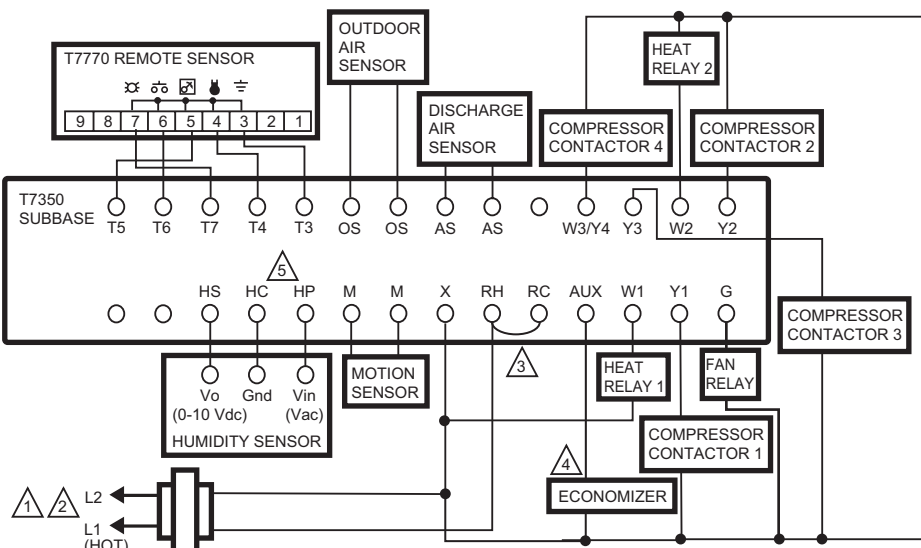 OUTDOOR
AIR
SENSOR
T7770 REMOTE SENSOR
9 8 7 6 5 4 3 2 1
HEAT
RELAY 2
DISCHARGE
AIR
SENSOR
COMPRESSOR
CONTACTOR 4
COMPRESSOR
CONTACTOR 2
T7350
SUBBASE
T5 T6 T7 T4 T3 OS OS AS AS W3/Y4 Y3 W2 Y2
5
HS HC HP M M X RH RC AUX W1 Y1 G
3
COMPRESSOR
CONTACTOR 3
Vo Gnd Vin
(0-10 Vdc) (Vac)
HUMIDITY SENSOR
MOTION
SENSOR
HEAT
RELAY 1
FAN
RELAY
COMPRESSOR
CONTACTOR 1
4
ECONOMIZER
1 2 L2
L1
(HOT)